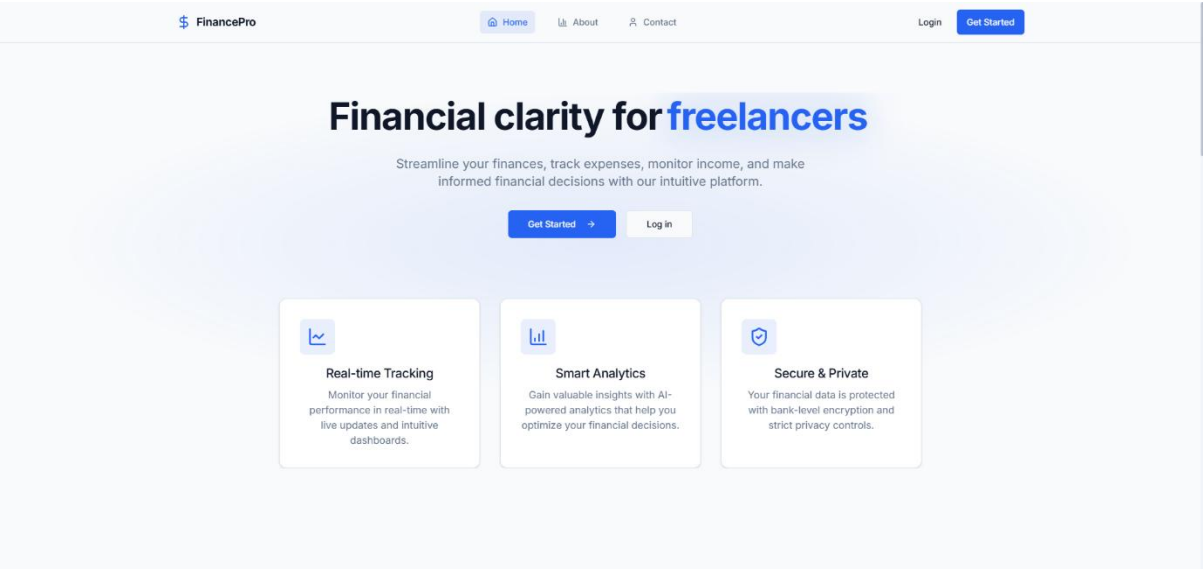 FinancePro
Home
About
Contact
Login
Get Started
Financial clarity for freelancers
Streamline your finances, track expenses, monitor income, and make
informed financial decisions with our intuitive platform.
Get Started →
Log in
Real-time Tracking
Monitor your financial
performance in real-time with
live updates and intuitive
dashboards.
Smart Analytics
Gain valuable insights with AI-
powered analytics that help you
optimize your financial decisions.
Secure & Private
Your financial data is protected
with bank-level encryption and
strict privacy controls.